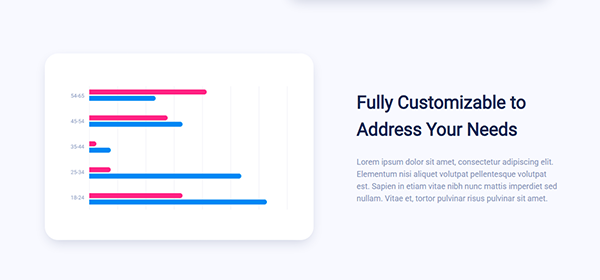 54-65
45-54
35-44
25-34
18-24
Fully Customizable to
Address Your Needs
Lorem ipsum dolor sit amet, consectetur adipiscing elit.
Elementum nisi aliquet volutpat pellentesque volutpat
est. Sapien in etiam vitae nibh nunc mattis imperdiet sed
nullam. Vitae et, tortor pulvinar risus pulvinar sit amet.